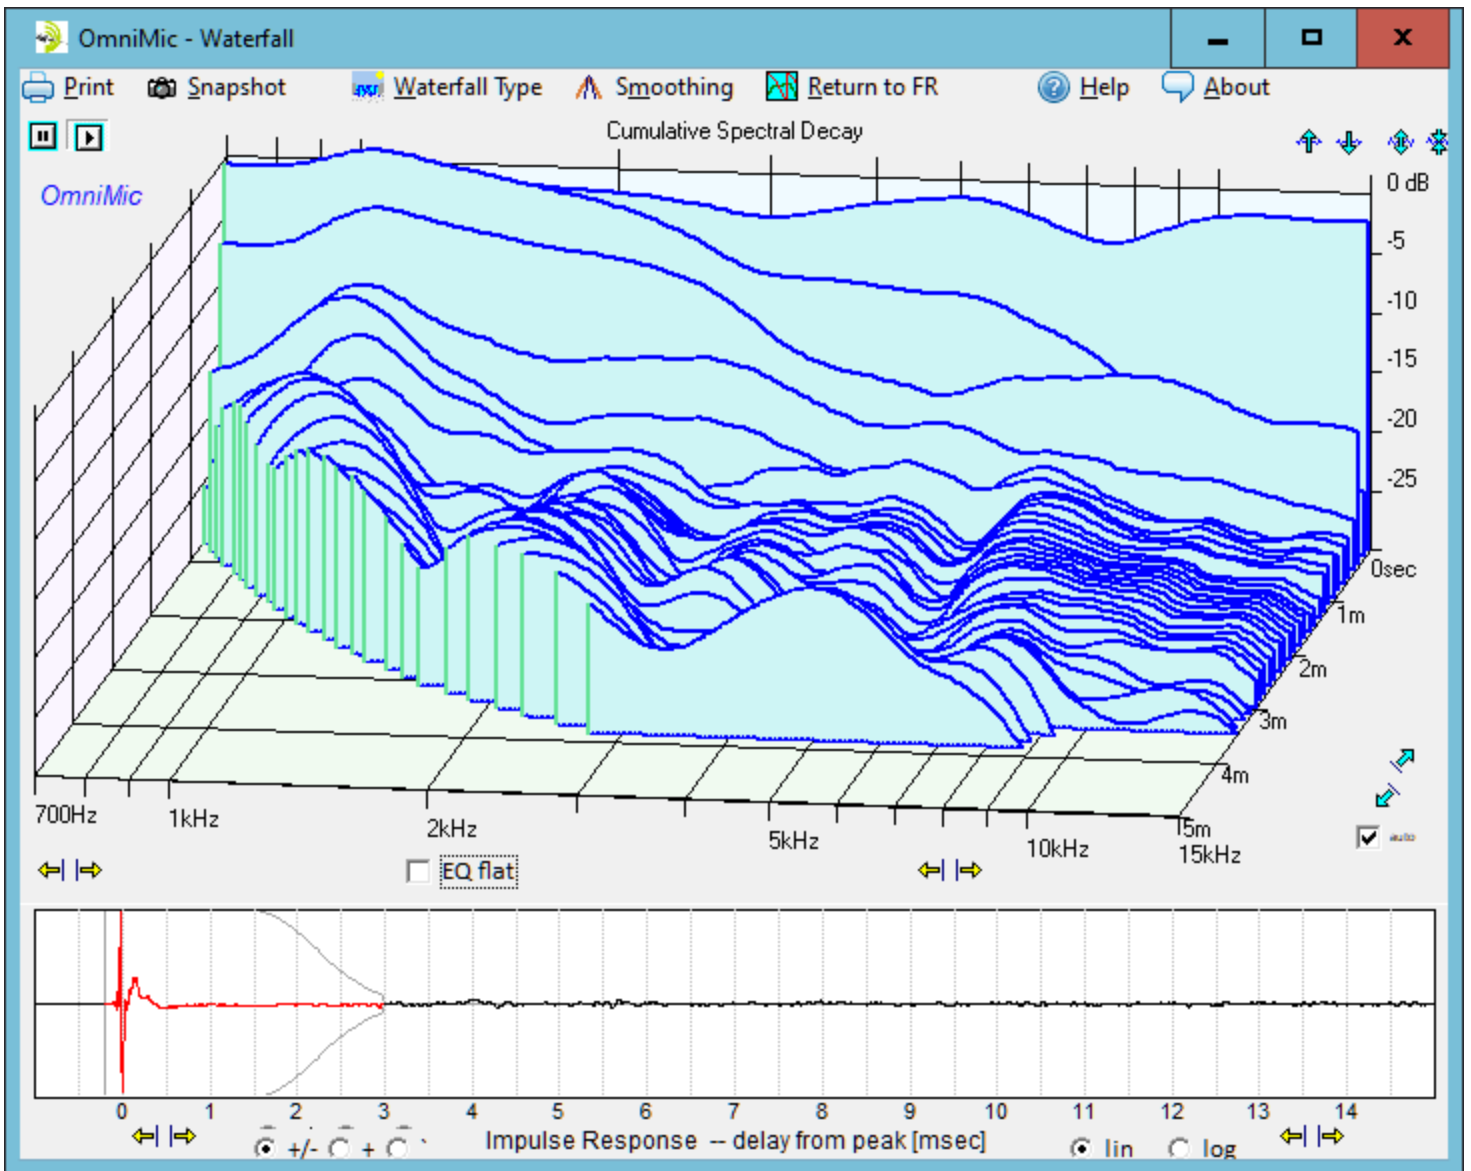 OmniMic - Waterfall
Print Snapshot Waterfall Type Smoothing Return to FR Help About
Cumulative Spectral Decay
OmniMic
0 dB
-5
-10
-15
-20
-25
0sec
1m
2m
3m
4m
5m
700Hz 1kHz 2kHz 5kHz 10kHz 15kHz
auto
EQ flat
0 1 2 3 4 5 6 7 8 9 10 11 12 13 14
+/- + Impulse Response -- delay from peak [msec] lin log